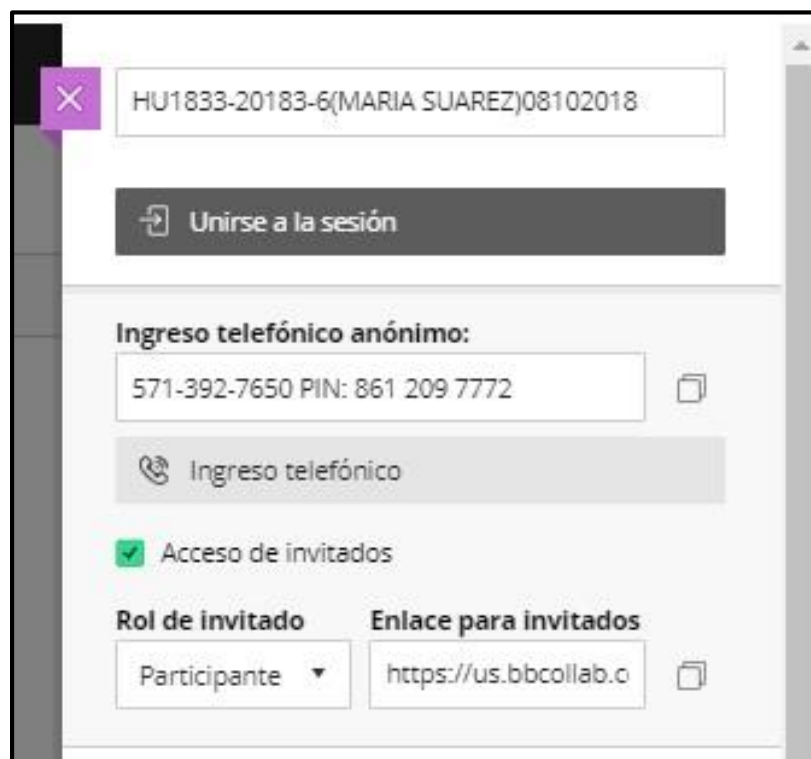 HU1833-20183-6(MARIA SUAREZ)08102018
Unirse a la sesión
Ingreso telefónico anónimo:
571-392-7650 PIN: 861 209 7772
Ingreso telefónico
Acceso de invitados
Rol de invitado Enlace para invitados
Participante https://us.bbcollab.c